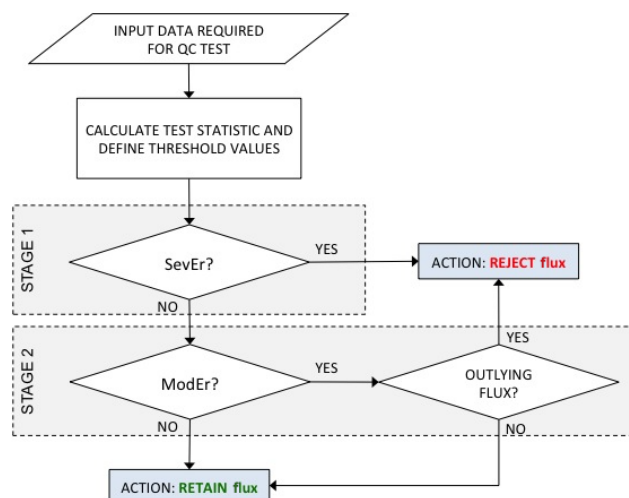 INPUT DATA REQUIRED
FOR QC TEST
CALCULATE TEST STATISTIC AND
DEFINE THRESHOLD VALUES
STAGE 1
SevEr?
YES
ACTION: REJECT flux
NO
STAGE 2
ModEr?
YES
OUTLYING
FLUX?
YES
NO
NO
ACTION: RETAIN flux